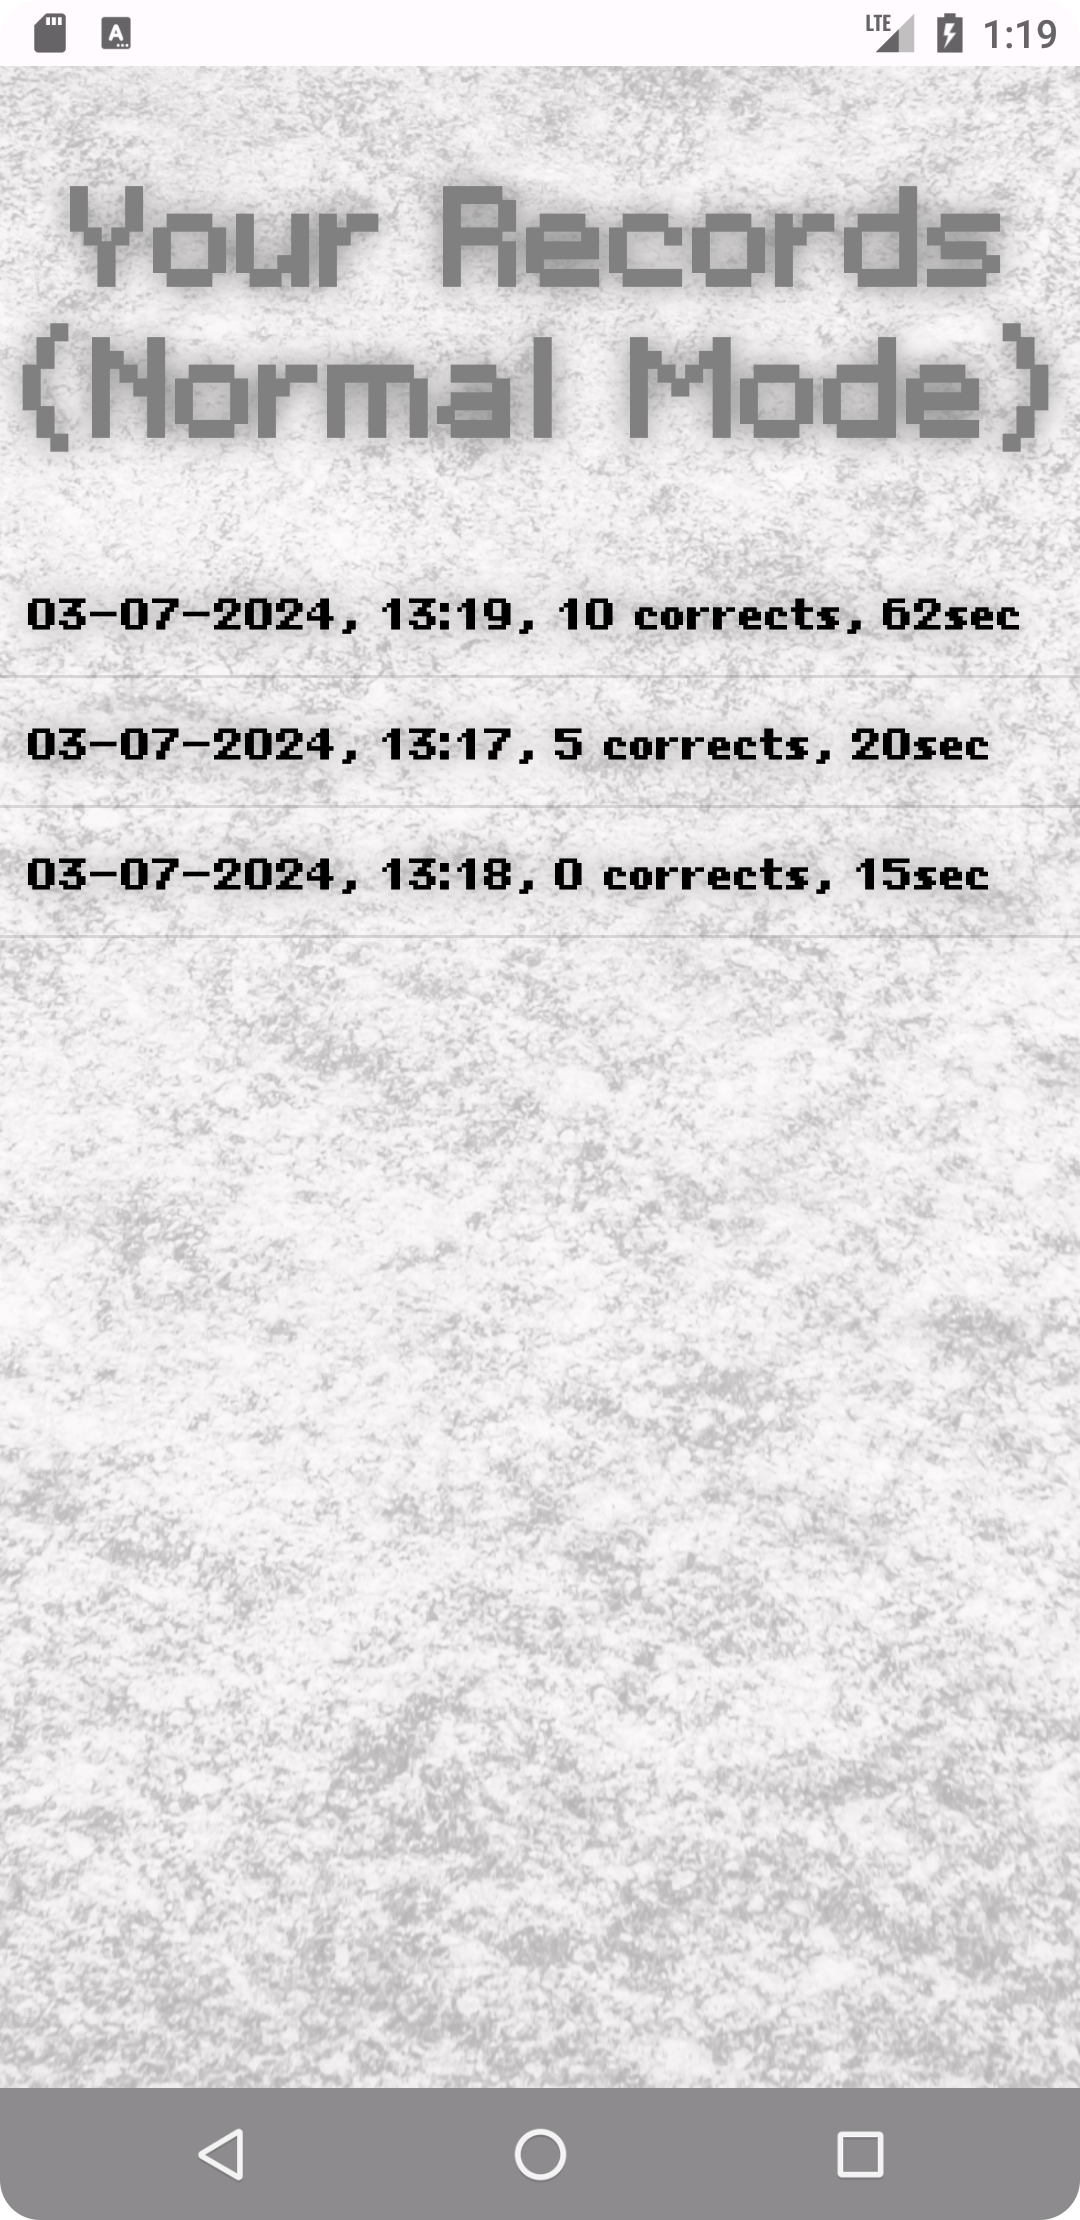 LTE 1:19
Your Records
(Normal Mode)
03-07-2024, 13:19, 10 corrects, 62sec
03-07-2024, 13:17, 5 corrects, 20sec
03-07-2024, 13:18, 0 corrects, 15sec